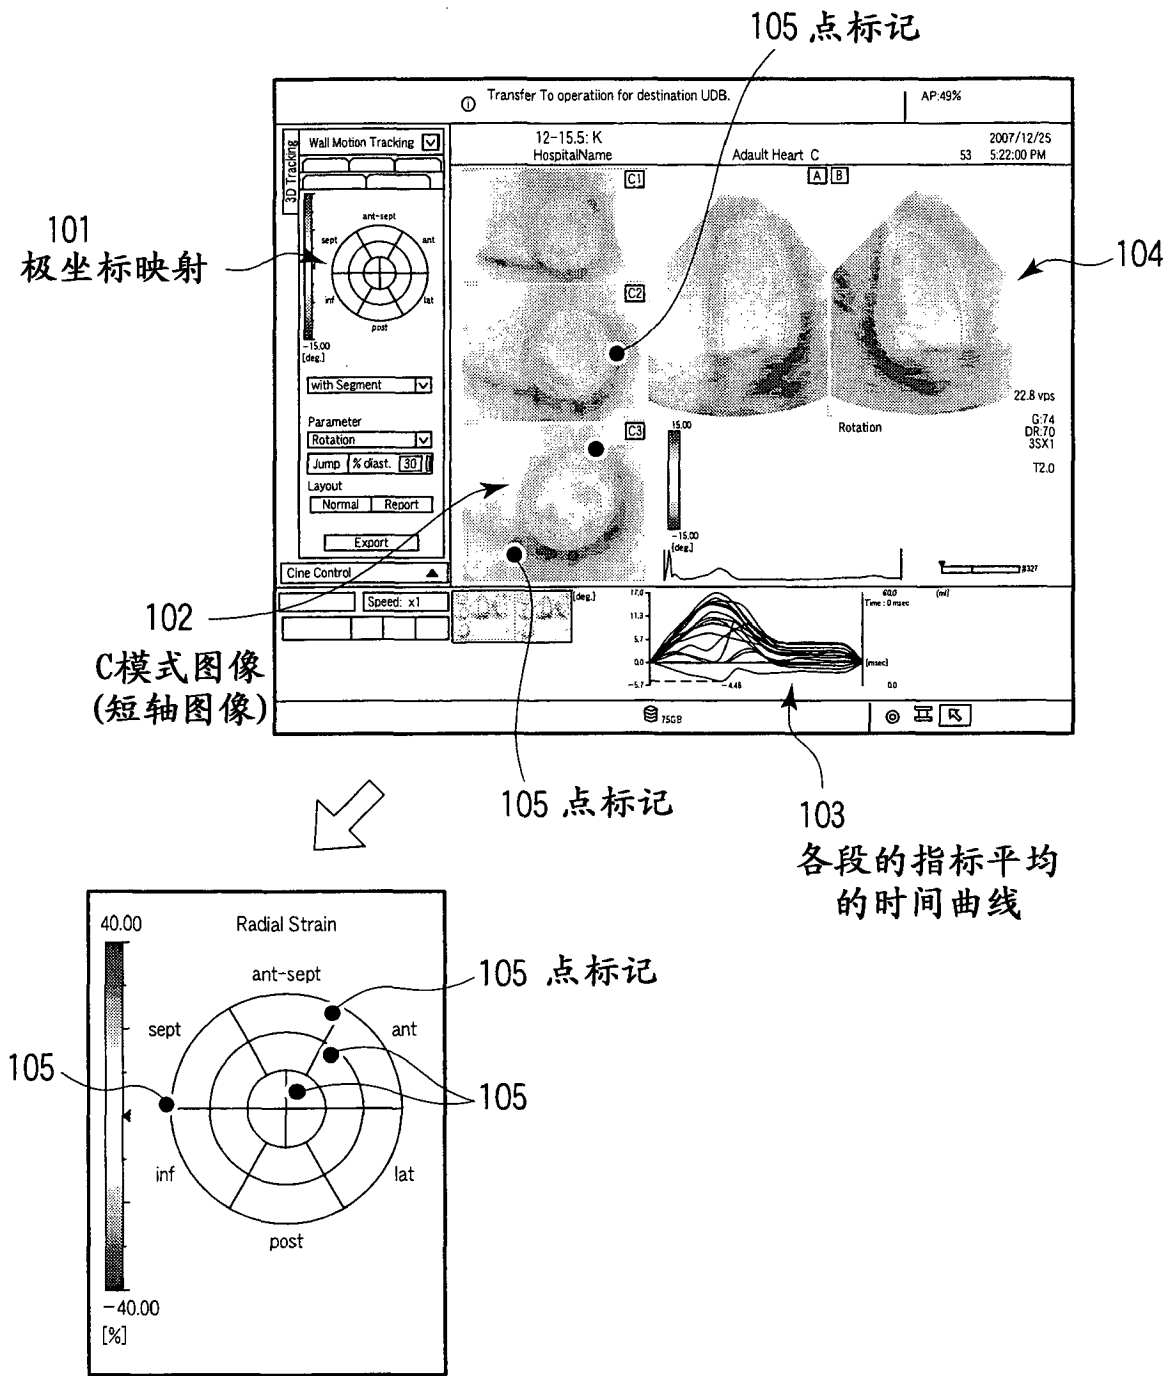 105 点标记
Transfer To operatiion for destination UDB.
AP:49%
3D Tracking
Wall Motion Tracking
12-15.5: K
HospitalName
Adault Heart C
53
2007/12/25
5:22:00 PM
C1
A B
101
极坐标映射
ant-sept
sept
ant
inf
lat
post
-15.00
[deg.]
104
C2
with Segment
22.8 vps
Parameter
Rotation
C3
15.00
Rotation
G:74
DR:70
3SX1
T2.0
Jump % diast. 30
Layout
Normal Report
Export
-15.00
[deg.]
Cine Control
#327
Speed: x1
[deg.]
17.0
11.3
5.7
0.0
-5.7
-4.46
60.0
[ml]
Time : 0 msec
[msec]
0.0
75GB
102
C模式图像
(短轴图像)
105 点标记
103
各段的指标平均
的时间曲线
40.00
Radial Strain
105 点标记
ant-sept
sept
ant
105
105
inf
lat
post
-40.00
[%]